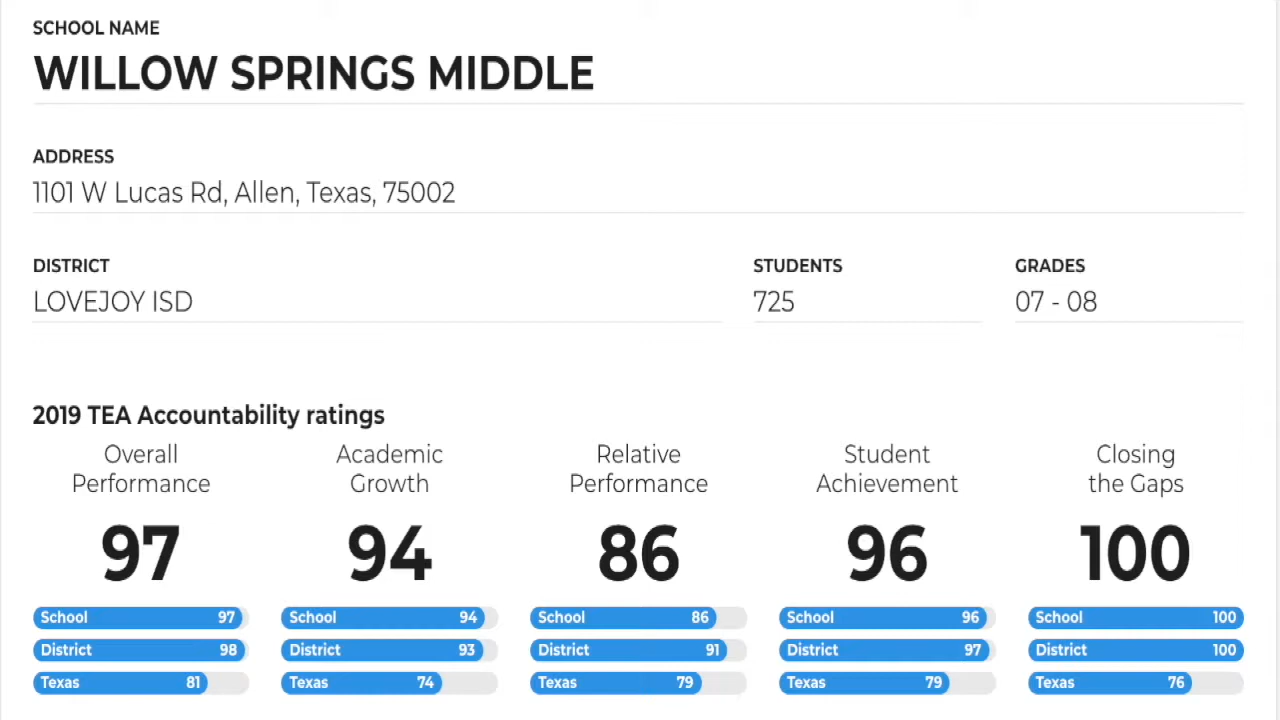 SCHOOL NAME
WILLOW SPRINGS MIDDLE
ADDRESS
1101 W Lucas Rd, Allen, Texas, 75002
DISTRICT
LOVEJOY ISD
STUDENTS
725
GRADES
07 - 08
2019 TEA Accountability ratings
Overall
Performance
97
School 97
District 98
Texas 81
Academic
Growth
94
School 94
District 93
Texas 74
Relative
Performance
86
School 86
District 91
Texas 79
Student
Achievement
96
School 96
District 97
Texas 79
Closing
the Gaps
100
School 100
District 100
Texas 76